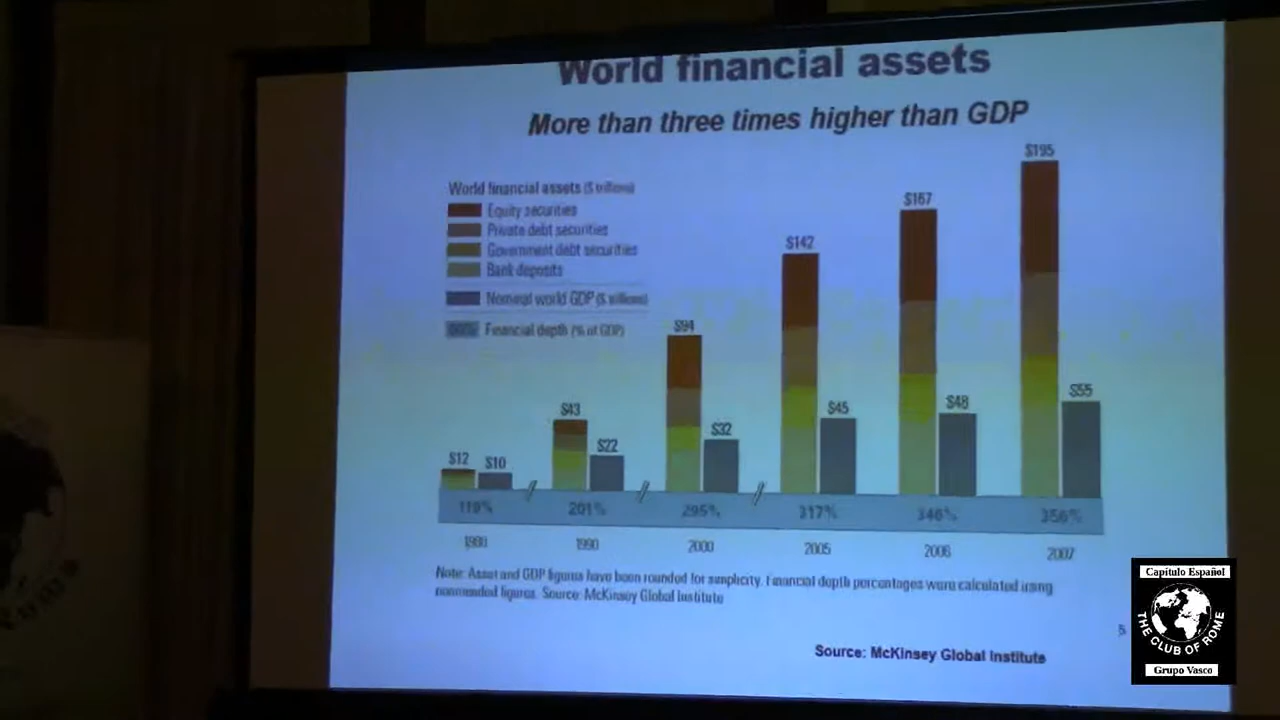 World financial assets
More than three times higher than GDP
World financial assets ($ trillions)
Equity securities
Private debt securities
Government debt securities
Bank deposits
Nominal world GDP ($ trillions)
Financial depth (% of GDP)
$12 $10
$43 $22
$94 $32
$142 $45
$167 $48
$195 $55
119% 201% 295% 317% 346% 356%
1980 1990 2000 2005 2006 2007
Note: Asset and GDP figures have been rounded for simplicity. Financial depth percentages were calculated using
nonrounded figures. Source: McKinsey Global Institute
Source: McKinsey Global Institute
Capítulo Español
THE CLUB OF ROME
Grupo Vasco